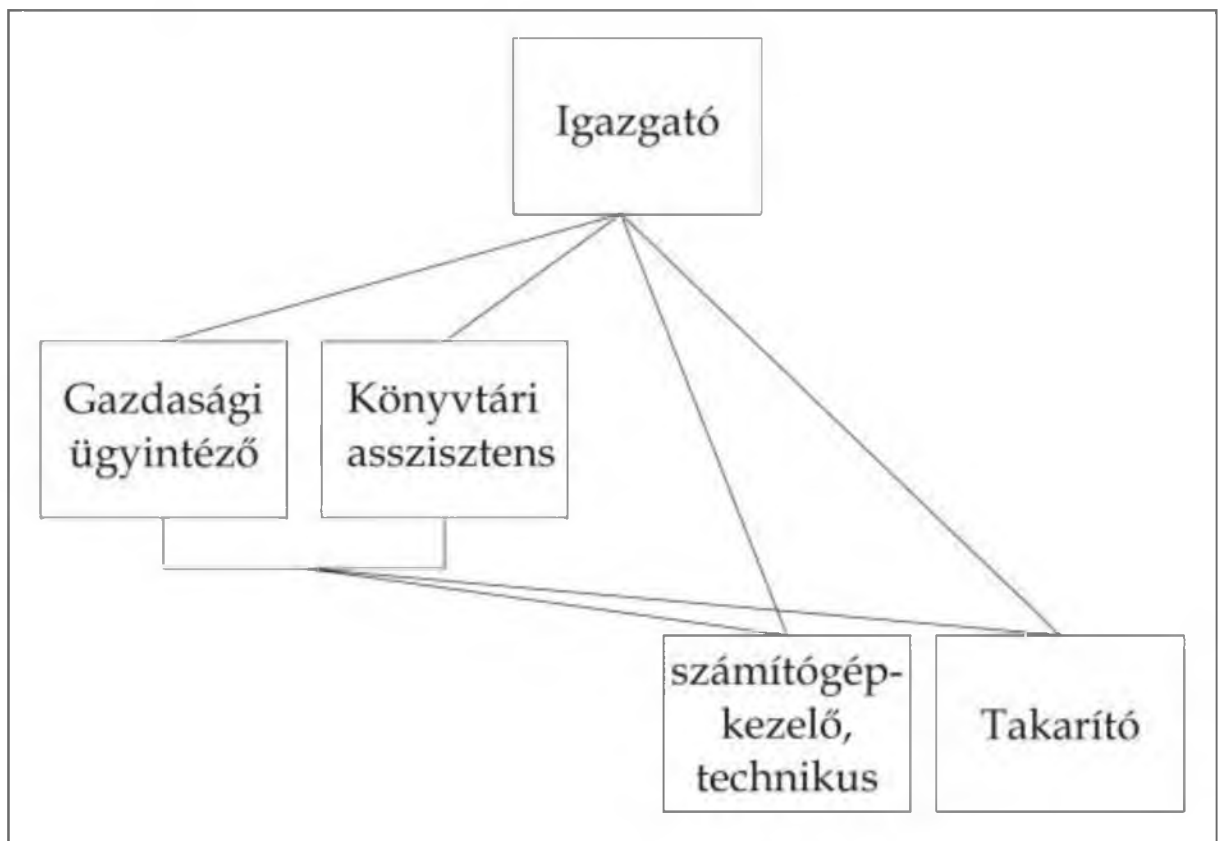 Igazgató
Gazdasági
ügyintéző
Könyvtári
asszisztens
számítógép-
kezelő,
technikus
Takarító